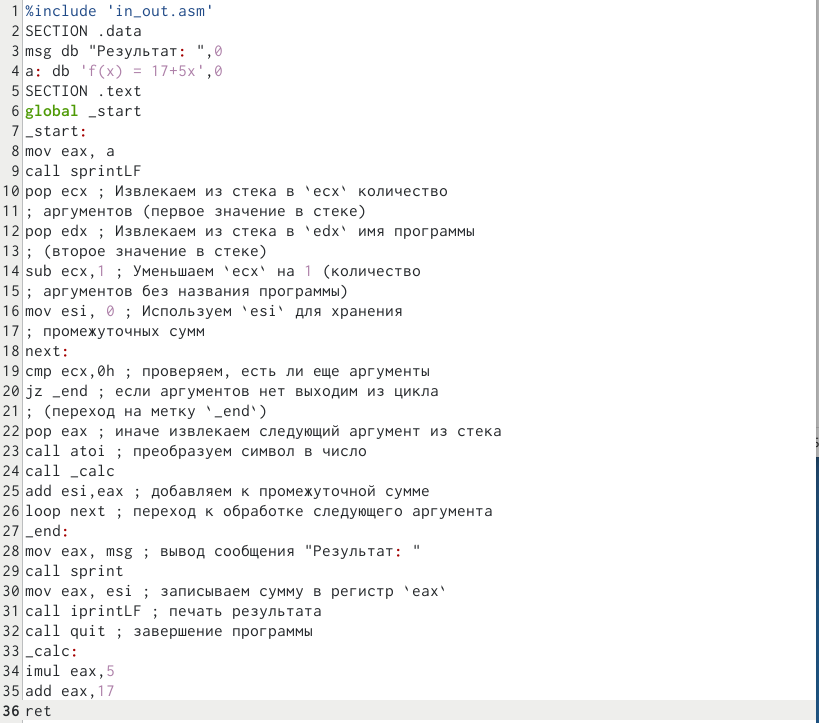 1 %include 'in_out.asm'
2 SECTION .data
3 msg db "Результат: ",0
4 a: db 'f(x) = 17+5x',0
5 SECTION .text
6 global _start
7 _start:
8 mov eax, a
9 call sprintLF
10 pop ecx ; Извлекаем из стека в `ecx` количество
11 ; аргументов (первое значение в стеке)
12 pop edx ; Извлекаем из стека в `edx` имя программы
13 ; (второе значение в стеке)
14 sub ecx,1 ; Уменьшаем `ecx` на 1 (количество
15 ; аргументов без названия программы)
16 mov esi, 0 ; Используем `esi` для хранения
17 ; промежуточных сумм
18 next:
19 cmp ecx,0h ; проверяем, есть ли еще аргументы
20 jz _end ; если аргументов нет выходим из цикла
21 ; (переход на метку `_end`)
22 pop eax ; иначе извлекаем следующий аргумент из стека
23 call atoi ; преобразуем символ в число
24 call _calc
25 add esi,eax ; добавляем к промежуточной сумме
26 loop next ; переход к обработке следующего аргумента
27 _end:
28 mov eax, msg ; вывод сообщения "Результат: "
29 call sprint
30 mov eax, esi ; записываем сумму в регистр `eax`
31 call iprintLF ; печать результата
32 call quit ; завершение программы
33 _calc:
34 imul eax,5
35 add eax,17
36 ret